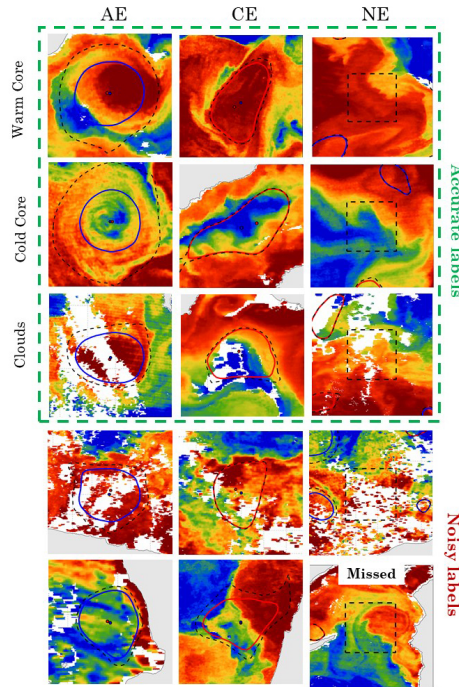 AE CE NE
Warm Core
Cold Core
Clouds
Accurate labels
Noisy labels
Missed